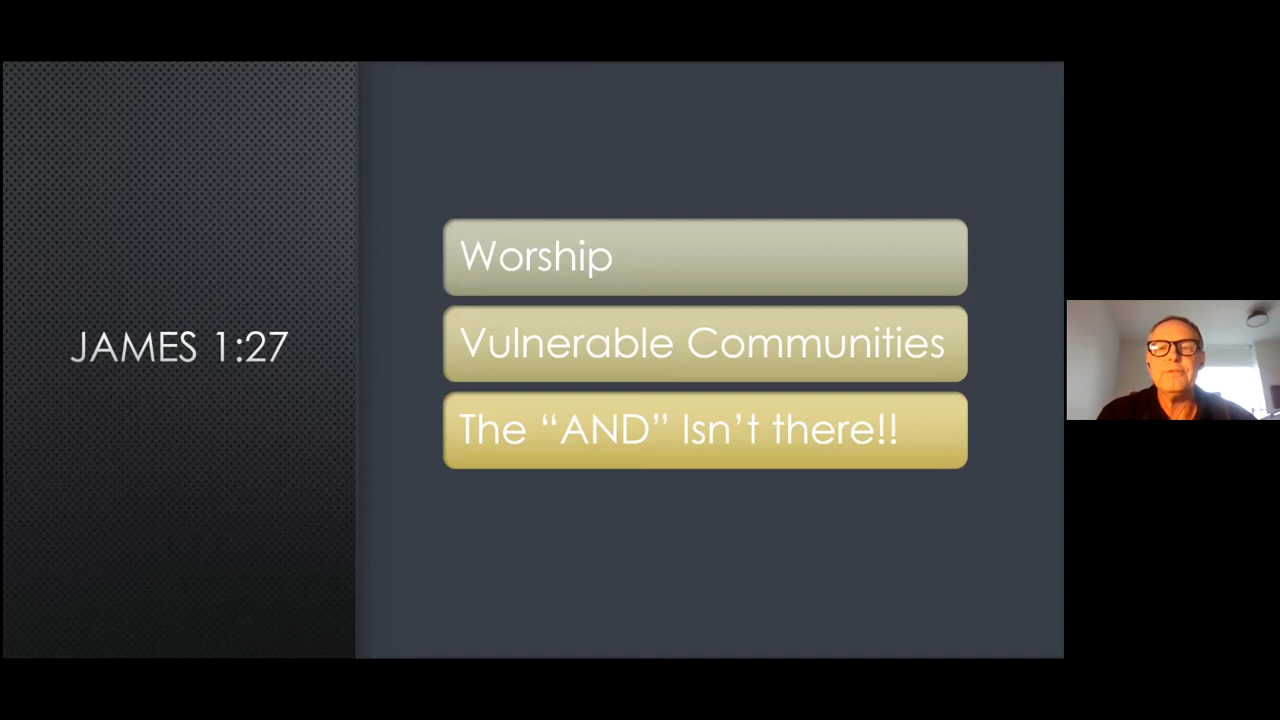 JAMES 1:27
Worship
Vulnerable Communities
The “AND” Isn’t there!!